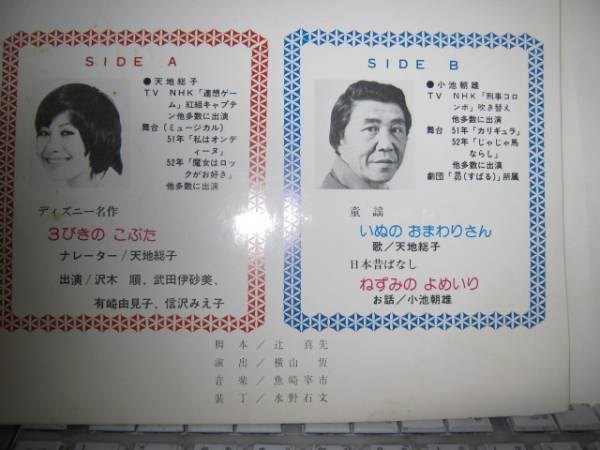 SIDE A
●天地総子
TV NHK「連想ゲー
ム」紅組キャプテ
ン他多数に出演
舞台(ミュージカル)
51年「私はオンデ
ィーヌ」
52年「魔女はロッ
クがお好き」
他多数に出演
ディズニー名作
3びきの こぶた
ナレーター/天地総子
出演/沢木 順、武田伊砂美、
有崎由見子、信沢みえ子
SIDE B
●小池朝雄
TV NHK「刑事コロ
ンボ」吹き替え
他多数に出演
舞台 51年「カリギュラ」
52年「じゃじゃ馬
ならし」
他多数に出演
劇団「昴(すばる)」所属
童謡
いぬの おまわりさん
歌/天地総子
日本昔ばなし
ねずみの よめいり
お話/小池朝雄
脚本/辻 真先
演出/横山 恆
音楽/魚崎宰市
装丁/水野石文